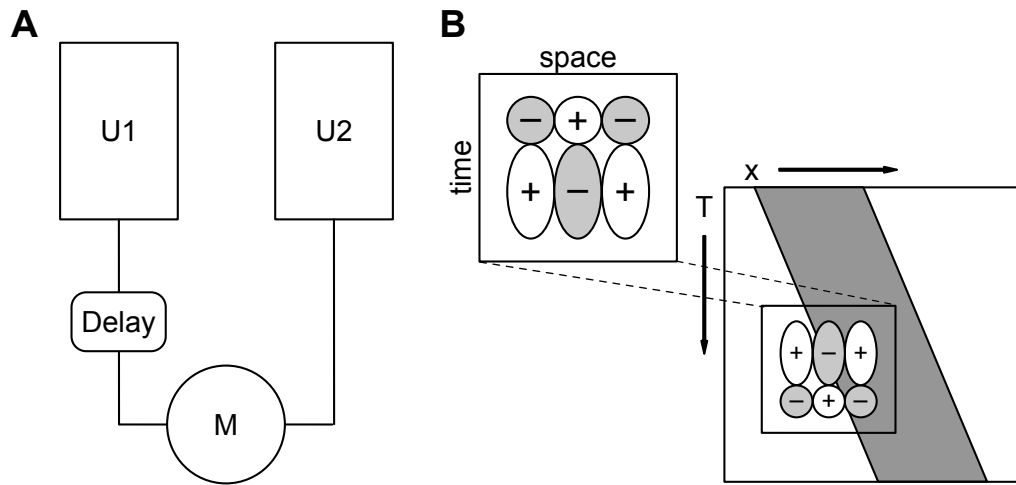 A
U1
U2
Delay
M
B
space
time
− + −
+ − +
x
T
+ − +
− + −